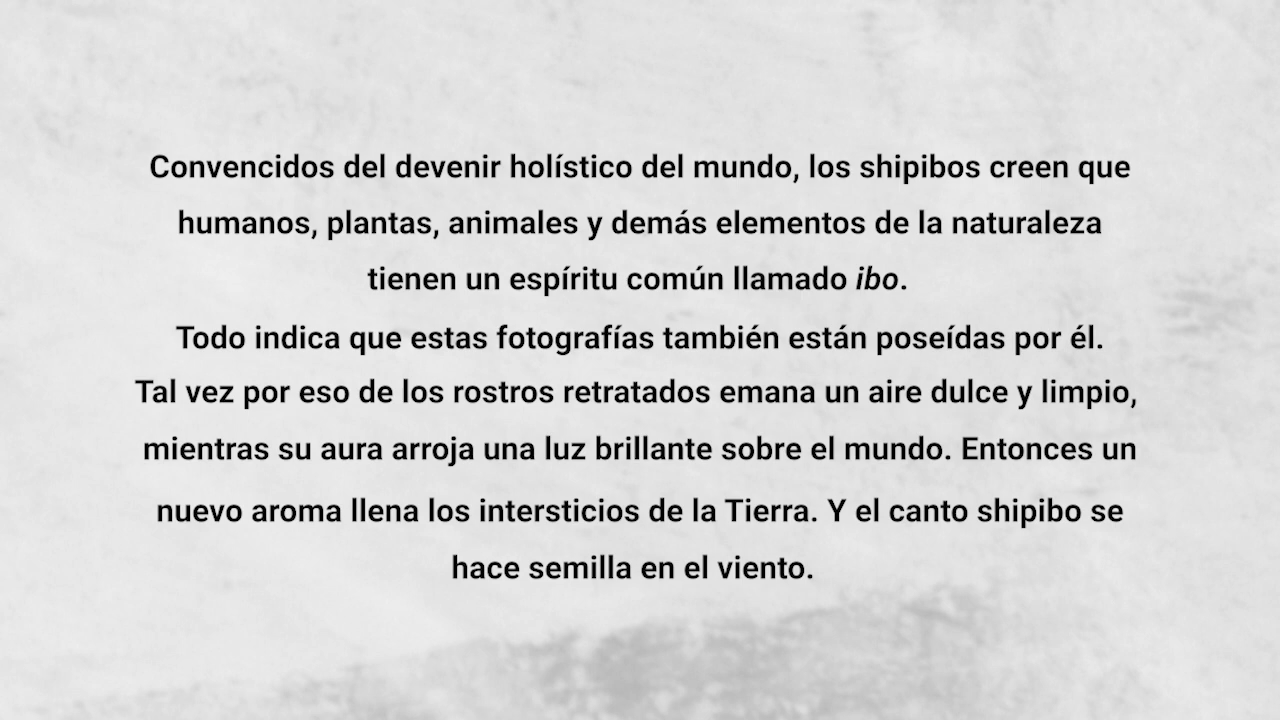 Convencidos del devenir holístico del mundo, los shipibos creen que
humanos, plantas, animales y demás elementos de la naturaleza
tienen un espíritu común llamado ibo.
Todo indica que estas fotografías también están poseídas por él.
Tal vez por eso de los rostros retratados emana un aire dulce y limpio,
mientras su aura arroja una luz brillante sobre el mundo. Entonces un
nuevo aroma llena los intersticios de la Tierra. Y el canto shipibo se
hace semilla en el viento.